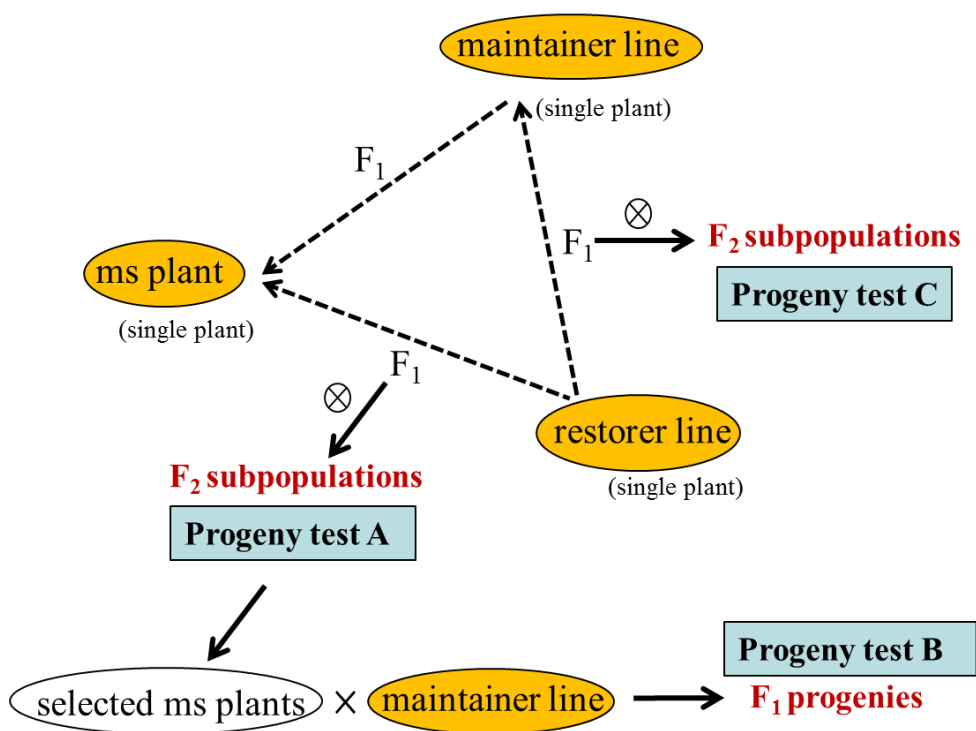 maintainer line
(single plant)
F₁
⊗
F₁
F₂ subpopulations
Progeny test C
ms plant
(single plant)
F₁
⊗
restorer line
(single plant)
F₂ subpopulations
Progeny test A
Progeny test B
selected ms plants × maintainer line
F₁ progenies